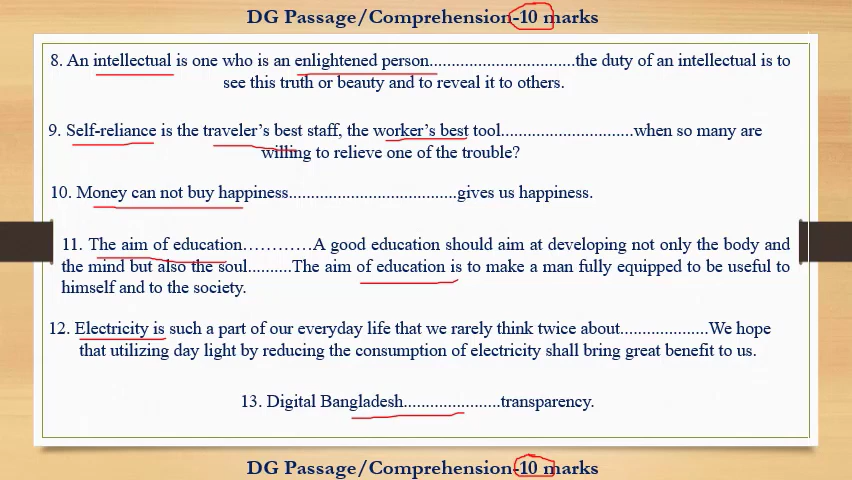 DG Passage/Comprehension-10 marks
8. An intellectual is one who is an enlightened person..................................the duty of an intellectual is to
see this truth or beauty and to reveal it to others.
9. Self-reliance is the traveler's best staff, the worker's best tool..............................when so many are
willing to relieve one of the trouble?
10. Money can not buy happiness......................................gives us happiness.
11. The aim of education…………A good education should aim at developing not only the body and
the mind but also the soul..........The aim of education is to make a man fully equipped to be useful to
himself and to the society.
12. Electricity is such a part of our everyday life that we rarely think twice about....................We hope
that utilizing day light by reducing the consumption of electricity shall bring great benefit to us.
13. Digital Bangladesh......................transparency.
DG Passage/Comprehension-10 marks